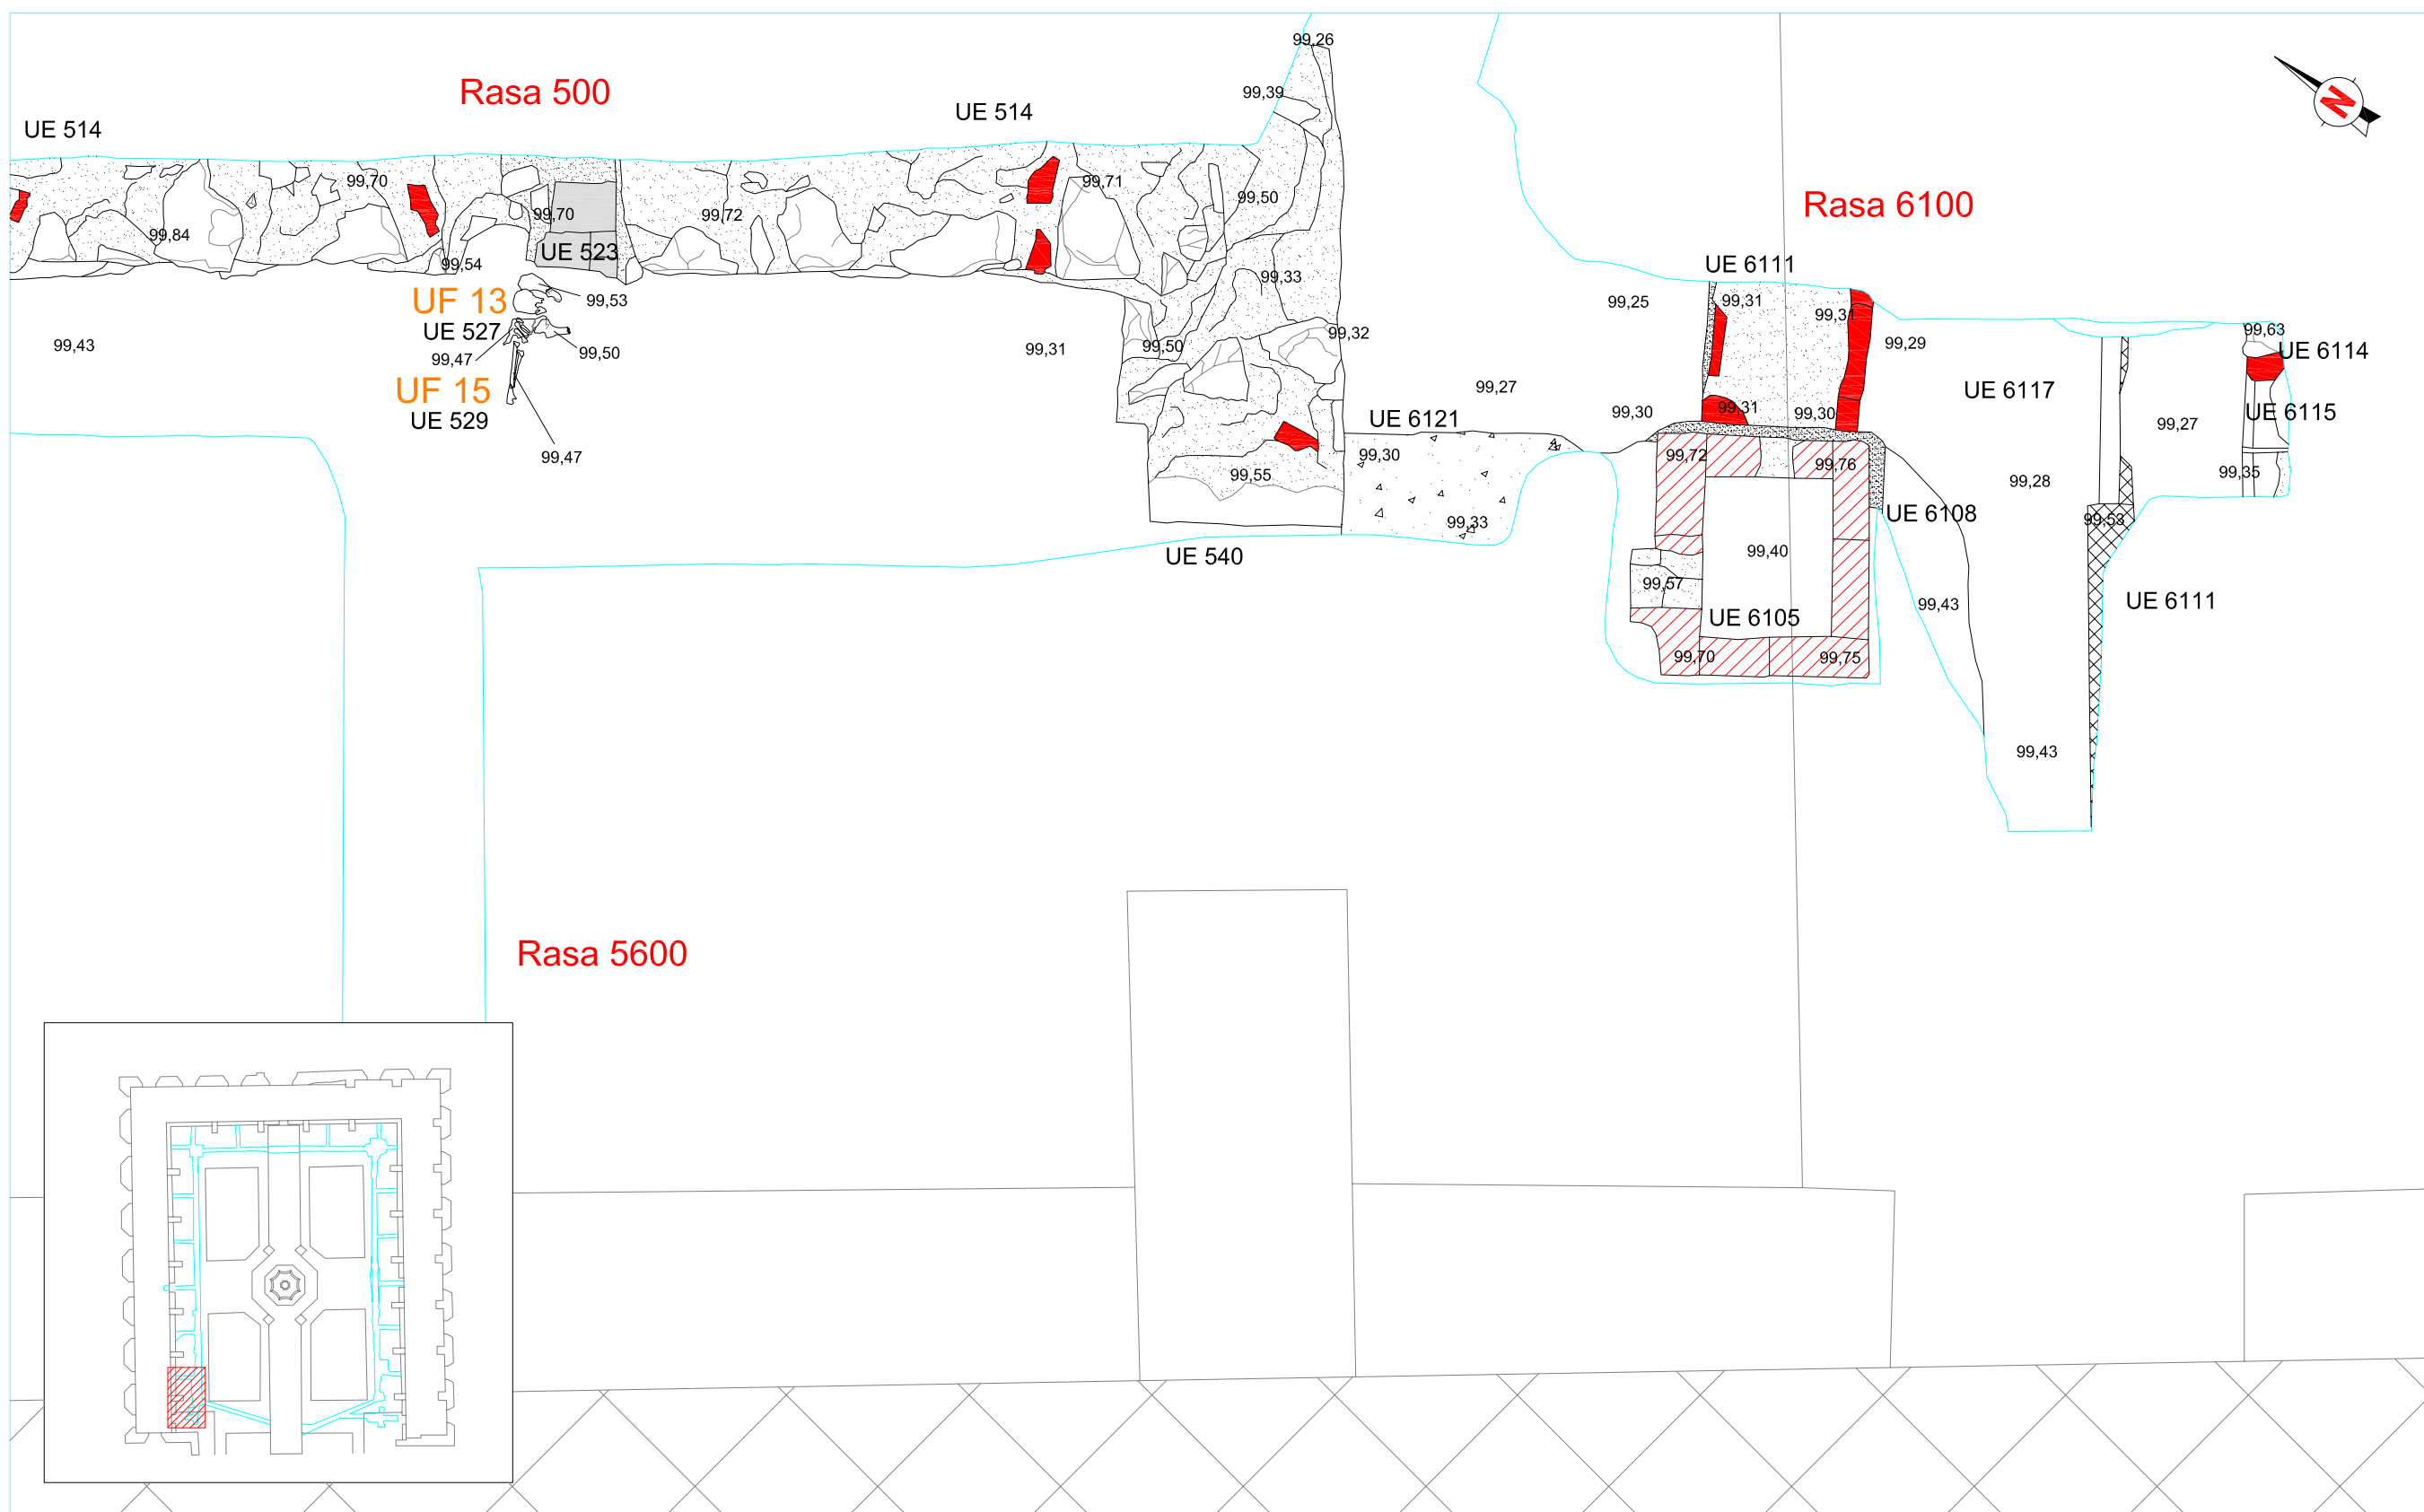 99,26
Rasa 500
99,39
UE 514
UE 514
99,70
99,71
99,50
Rasa 6100
99,70
99,72
99,84
UE 523
99,54
99,33
UE 6111
UF 13
99,53
99,25
99,31
99,31
UE 527
99,32
99,63
99,43
99,47
99,50
99,31
99,50
99,29
UE 6114
UF 15
99,27
UE 6117
UE 529
UE 6121
99,30
99,31
99,30
UE 6115
99,27
99,47
99,30
99,72
99,76
99,55
99,28
99,35
99,33
UE 6108
99,53
UE 540
99,40
99,57
UE 6105
99,43
UE 6111
99,70
99,75
99,43
Rasa 5600
N